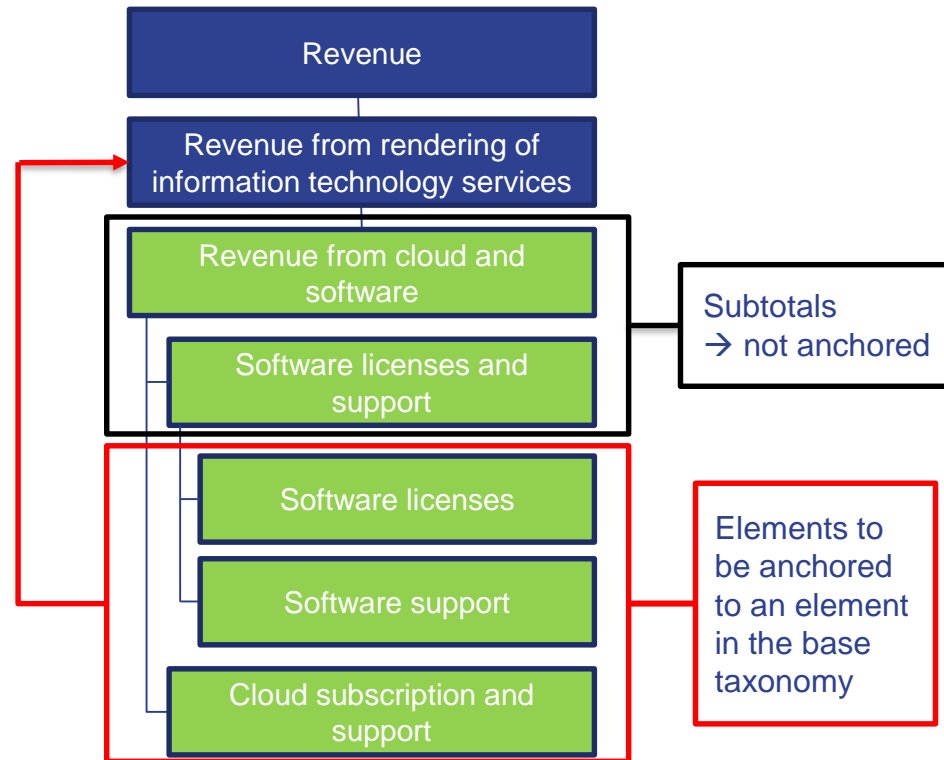 Revenue
Revenue from rendering of
information technology services
Revenue from cloud and
software
Software licenses and
support
Subtotals
→ not anchored
Software licenses
Software support
Cloud subscription and
support
Elements to
be anchored
to an element
in the base
taxonomy